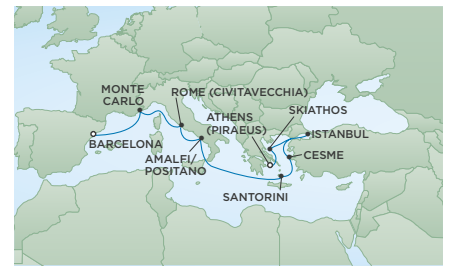 MONTE
CARLO
ROME (CIVITAVECCHIA)
SKIATHOS
ATHENS
(PIRAEUS)
ISTANBUL
BARCELONA
CESME
AMALFI/
POSITANO
SANTORINI